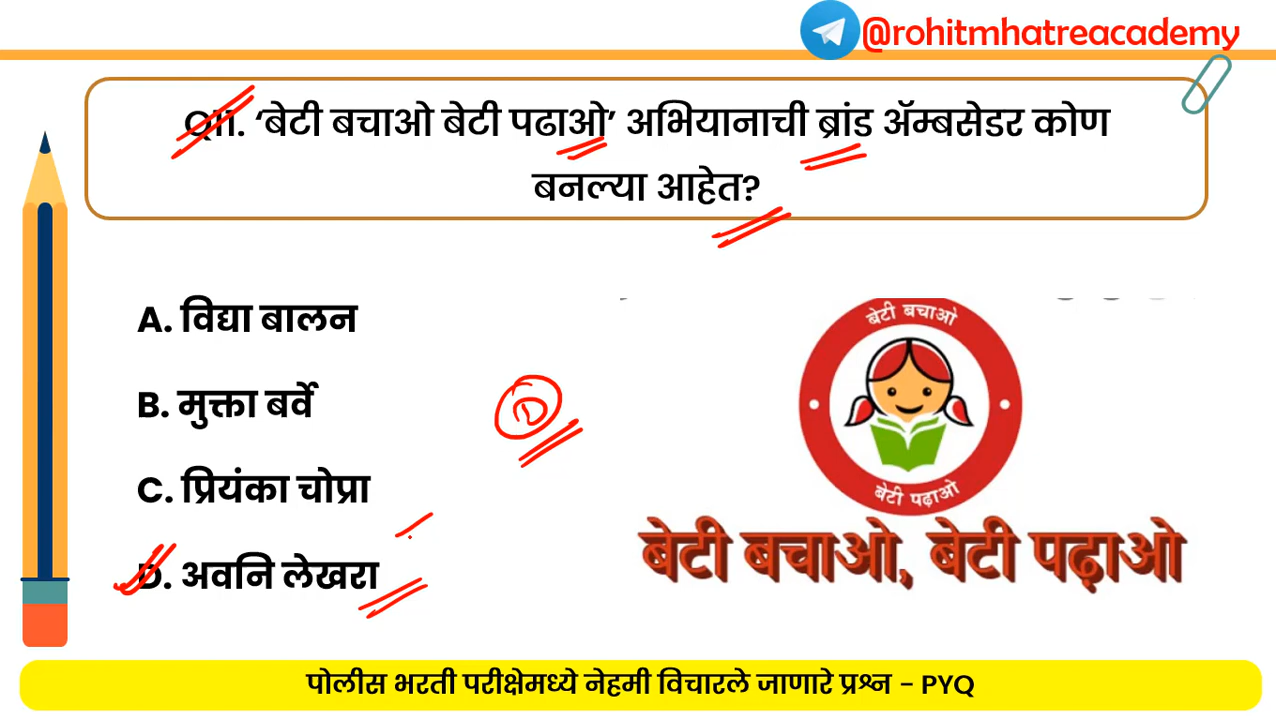 @rohitmhatreacademy
Q11. ‘बेटी बचाओ बेटी पढाओ’ अभियानाची ब्रांड ॲम्बसेडर कोण
बनल्या आहेत?
A. विद्या बालन
B. मुक्ता बर्वे
C. प्रियंका चोप्रा
D. अवनि लेखरा
D
बेटी बचाओ
बेटी पढ़ाओ
बेटी बचाओ, बेटी पढ़ाओ
पोलीस भरती परीक्षेमध्ये नेहमी विचारले जाणारे प्रश्न - PYQ